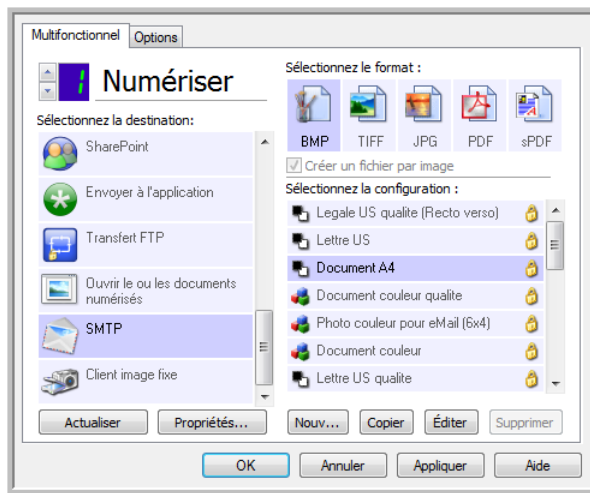 Multifonctionnel
Options
1
Numériser
Sélectionnez la destination:
SharePoint
Envoyer à l'application
Transfert FTP
Ouvrir le ou les documents
numérisés
SMTP
Client image fixe
Actualiser
Propriétés...
Sélectionnez le format :
BMP
TIFF
JPG
PDF
sPDF
Créer un fichier par image
Sélectionnez la configuration :
Legale US qualite (Recto verso)
Lettre US
Document A4
Document couleur qualite
Photo couleur pour eMail (6x4)
Document couleur
Lettre US qualite
Nouv...
Copier
Éditer
Supprimer
OK
Annuler
Appliquer
Aide